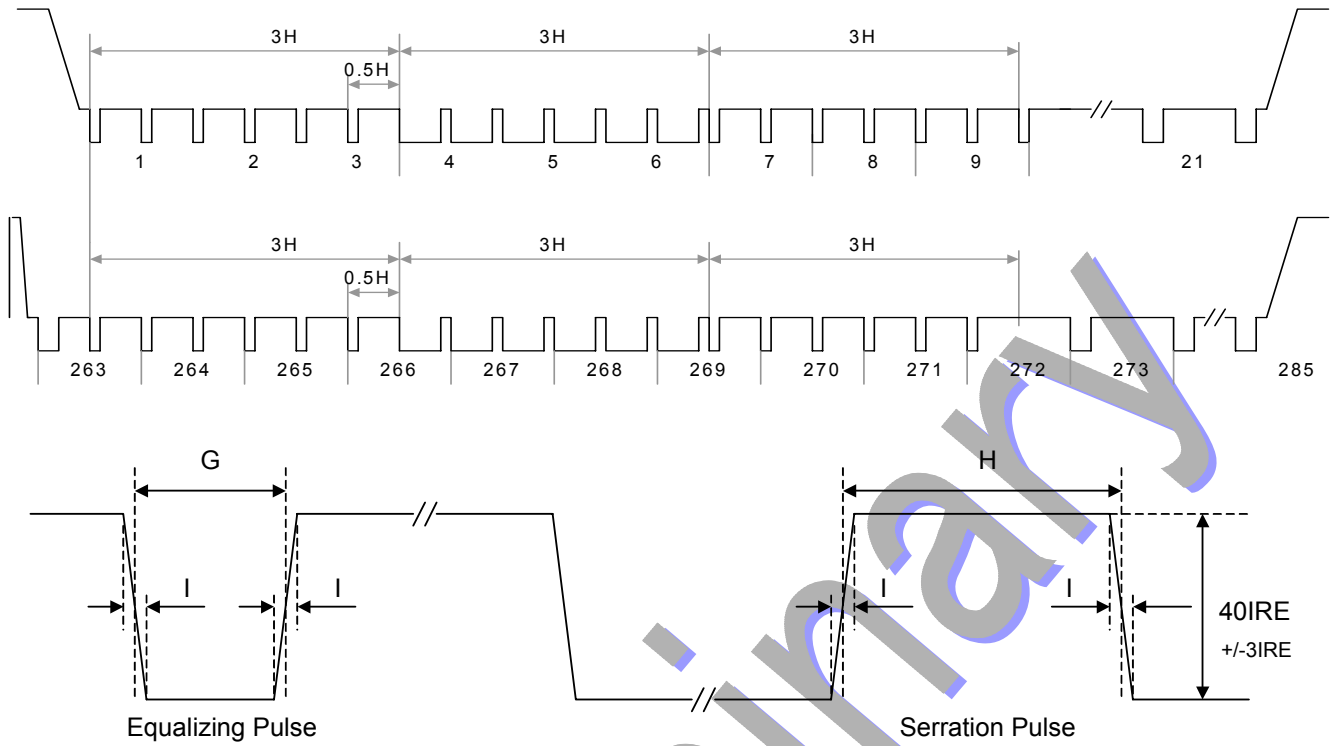 3H 3H 3H
0.5H
1 2 3 4 5 6 7 8 9 21
3H 3H 3H
0.5H
263 264 265 266 267 268 269 270 271 272 273 285
G H
I I I I
40IRE
+/-3IRE
Equalizing Pulse Serration Pulse
inary